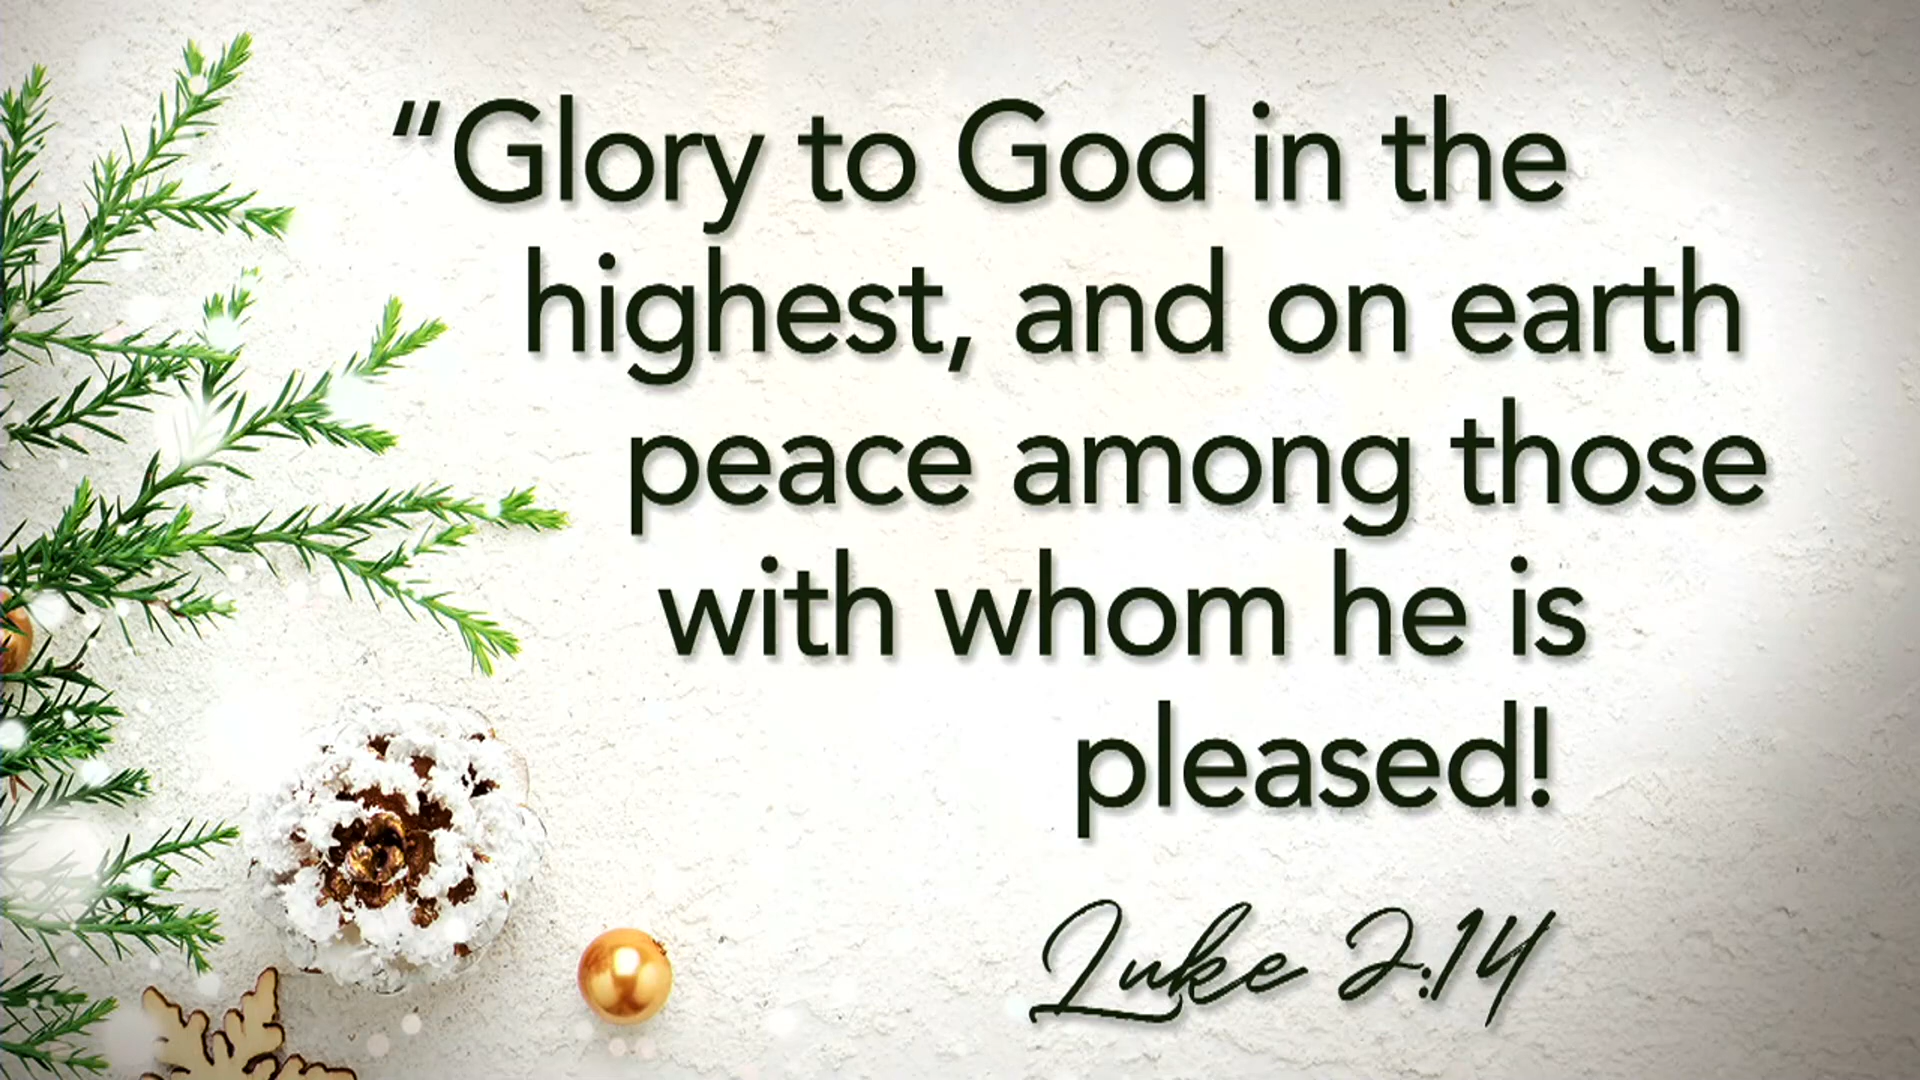 “Glory to God in the
highest, and on earth
peace among those
with whom he is
pleased!
Luke 2:14